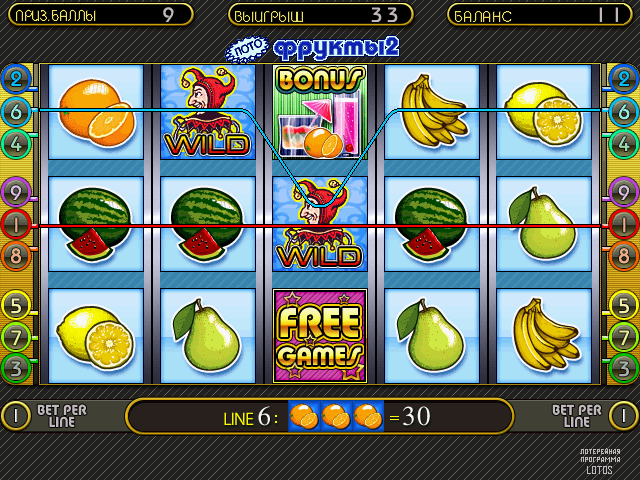 ПРИЗ.БАЛЛЫ 9 ВЫИГРЫШ 33 БАЛАНС 11
ЛОТО ФРУКТЫ2
BONUS
2 2
6 6
4 WILD 4
9 9
1 1
8 WILD 8
5 FREE 5
7 GAMES 7
3 3
1 BET PER LINE LINE 6: = 30 BET PER LINE 1
ЛОТЕРЕЙНАЯ
ПРОГРАММА
LOTOS